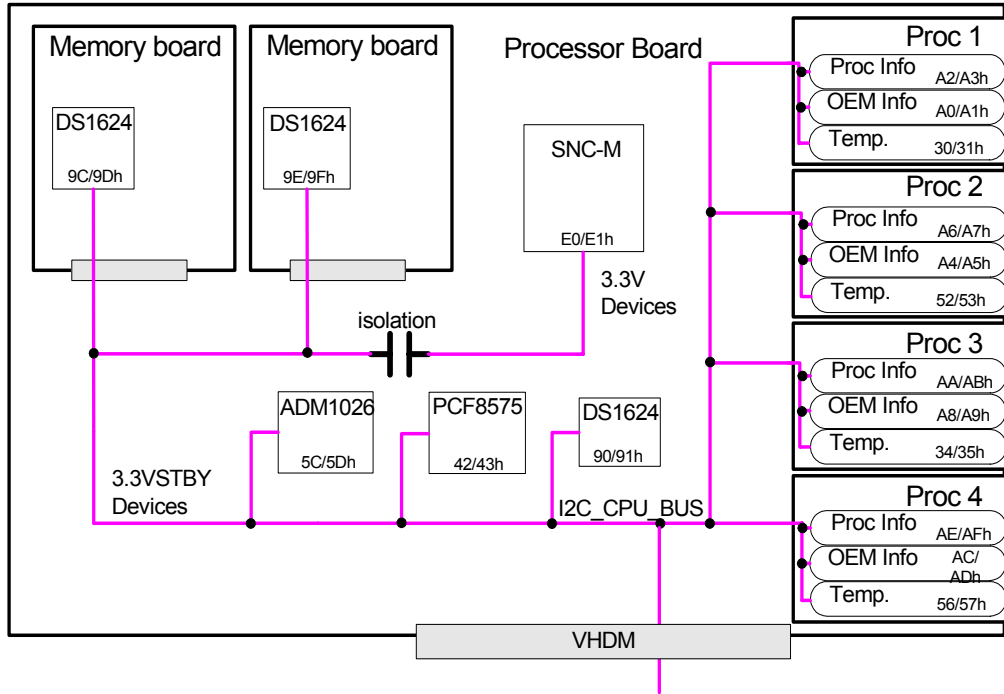 Memory board
DS1624
9C/9Dh
Memory board
DS1624
9E/9Fh
Processor Board
SNC-M
E0/E1h
3.3V
Devices
isolation
ADM1026
5C/5Dh
PCF8575
42/43h
DS1624
90/91h
3.3VSTBY
Devices
I2C_CPU_BUS
VHDM
Proc 1
Proc Info A2/A3h
OEM Info A0/A1h
Temp. 30/31h
Proc 2
Proc Info A6/A7h
OEM Info A4/A5h
Temp. 52/53h
Proc 3
Proc Info AA/ABh
OEM Info A8/A9h
Temp. 34/35h
Proc 4
Proc Info AE/AFh
OEM Info AC/
ADh
Temp. 56/57h